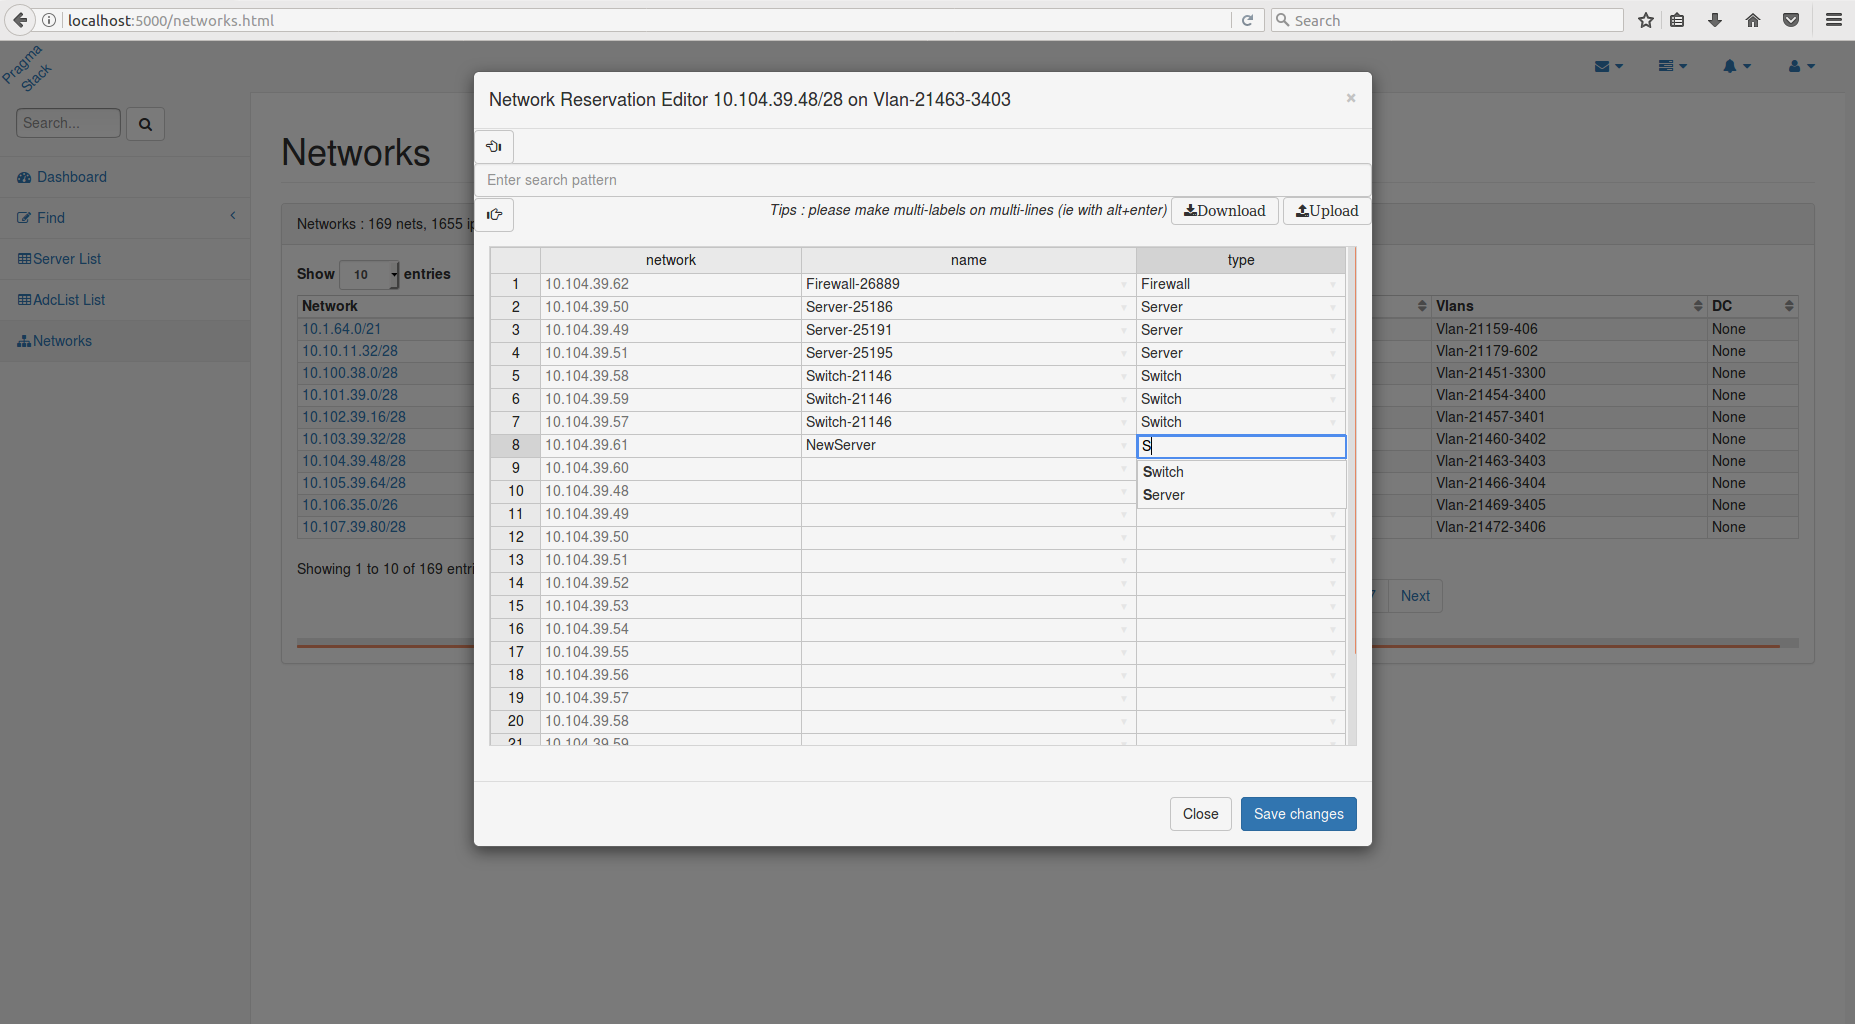 localhost:5000/networks.html
Search
Pragma
Stack
Search...
Dashboard
Find
Server List
AdcList List
Networks
Networks
Networks : 169 nets, 1655 ip
Show 10 entries
Network
10.1.64.0/21
10.10.11.32/28
10.100.38.0/28
10.101.39.0/28
10.102.39.16/28
10.103.39.32/28
10.104.39.48/28
10.105.39.64/28
10.106.35.0/26
10.107.39.80/28
Showing 1 to 10 of 169 entri
Network Reservation Editor 10.104.39.48/28 on Vlan-21463-3403
×
Enter search pattern
Tips : please make multi-labels on multi-lines (ie with alt+enter)
Download
Upload
network name type
1 10.104.39.62 Firewall-26889 Firewall
2 10.104.39.50 Server-25186 Server
3 10.104.39.49 Server-25191 Server
4 10.104.39.51 Server-25195 Server
5 10.104.39.58 Switch-21146 Switch
6 10.104.39.59 Switch-21146 Switch
7 10.104.39.57 Switch-21146 Switch
8 10.104.39.61 NewServer S
Switch
Server
9 10.104.39.60
10 10.104.39.48
11 10.104.39.49
12 10.104.39.50
13 10.104.39.51
14 10.104.39.52
15 10.104.39.53
16 10.104.39.54
17 10.104.39.55
18 10.104.39.56
19 10.104.39.57
20 10.104.39.58
21 10.104.39.59
Close
Save changes
Vlans DC
Vlan-21159-406 None
Vlan-21179-602 None
Vlan-21451-3300 None
Vlan-21454-3400 None
Vlan-21457-3401 None
Vlan-21460-3402 None
Vlan-21463-3403 None
Vlan-21466-3404 None
Vlan-21469-3405 None
Vlan-21472-3406 None
7 Next